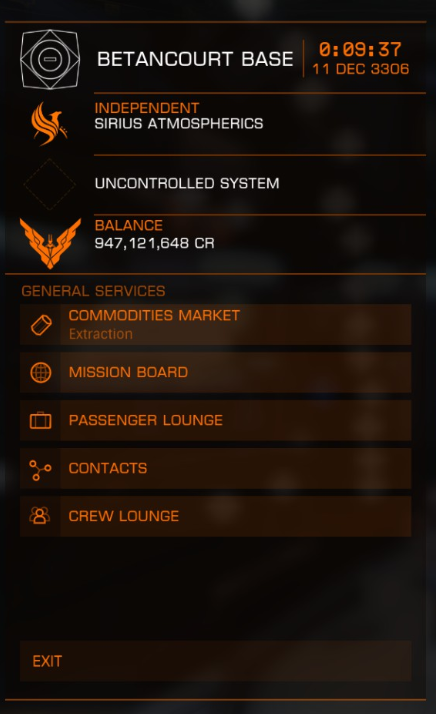 BETANCOURT BASE
0:09:37
11 DEC 3306
INDEPENDENT
SIRIUS ATMOSPHERICS
UNCONTROLLED SYSTEM
BALANCE
947,121,648 CR
GENERAL SERVICES
COMMODITIES MARKET
Extraction
MISSION BOARD
PASSENGER LOUNGE
CONTACTS
CREW LOUNGE
EXIT